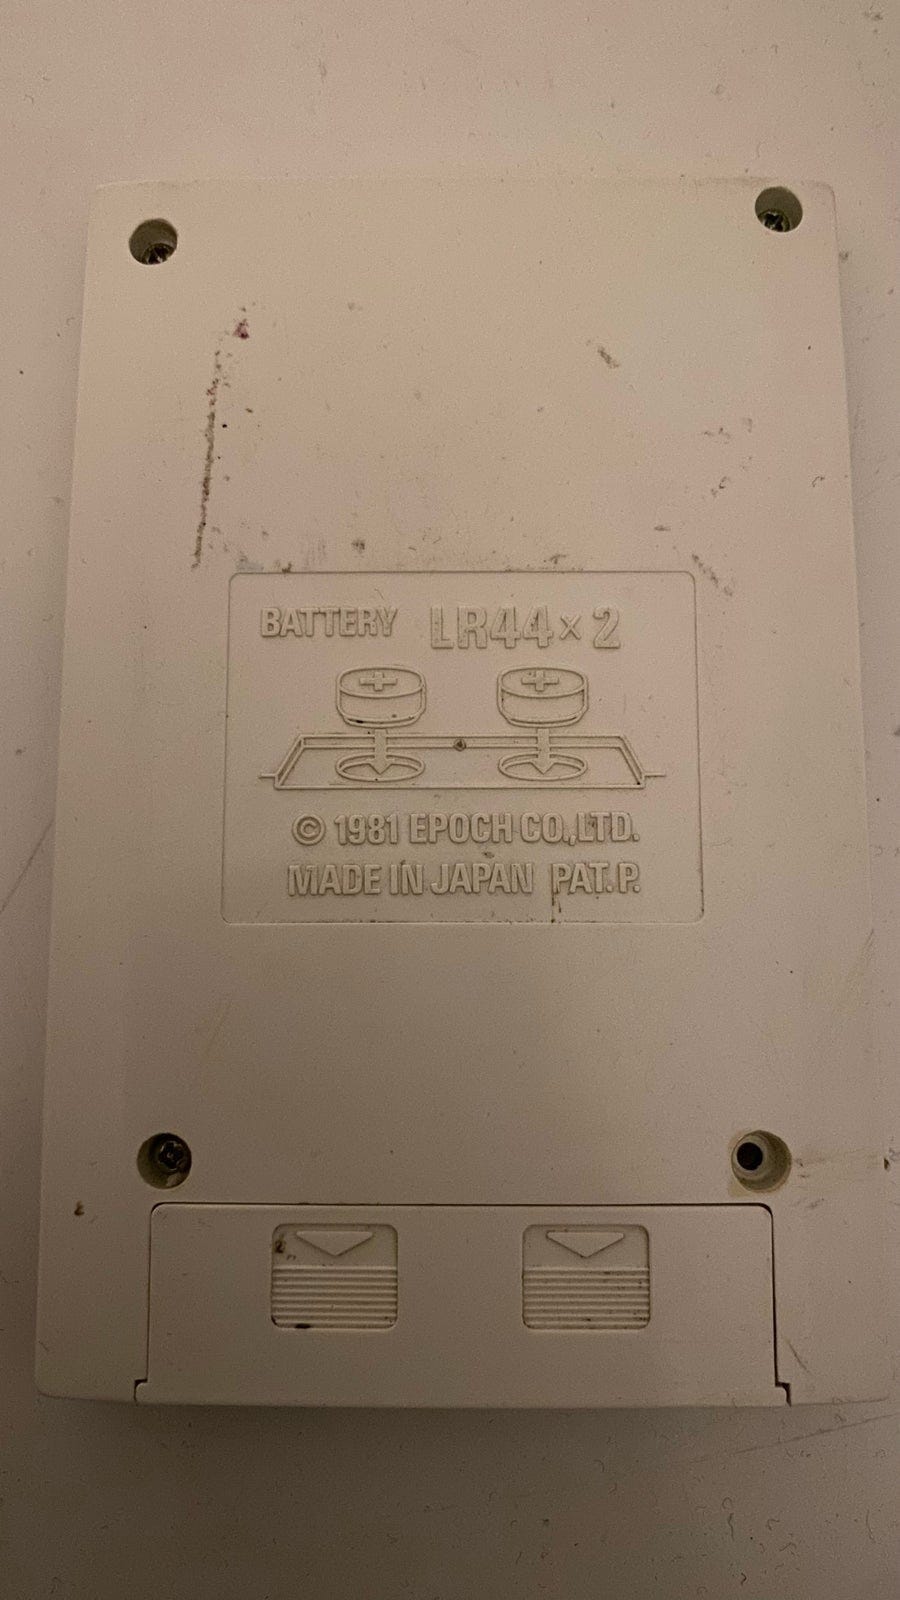 BATTERY LR44×2
+ +
© 1981 EPOCH CO.,LTD.
MADE IN JAPAN PAT.P.